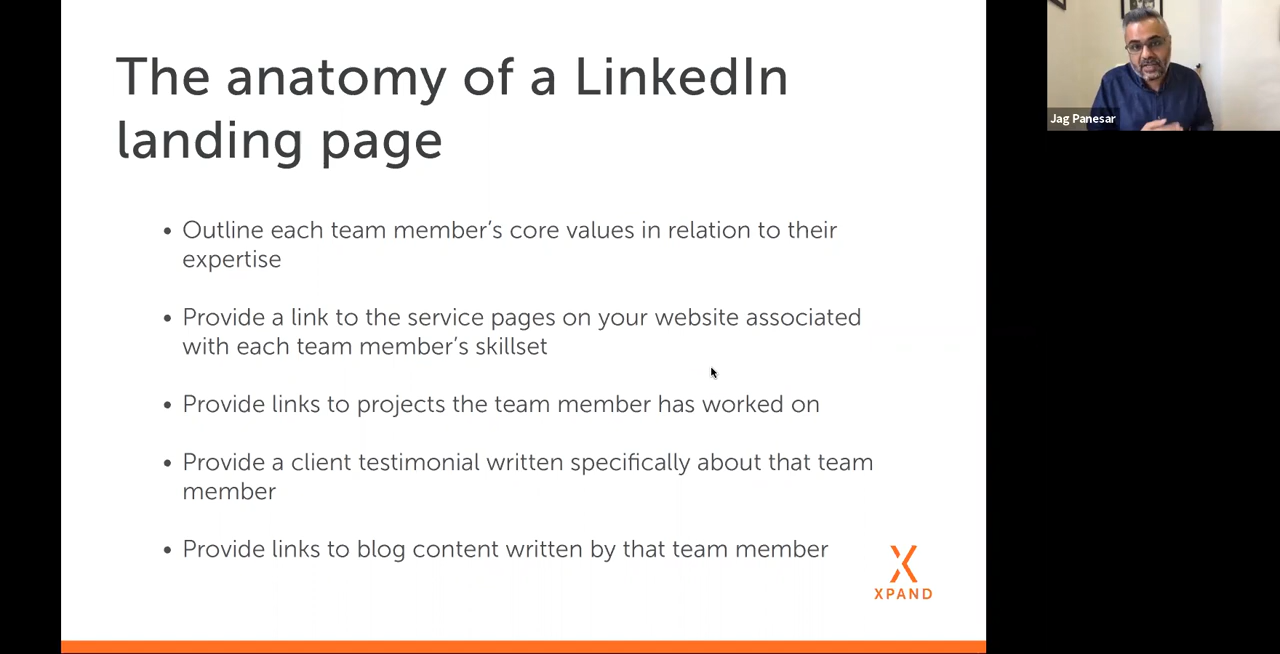 The anatomy of a LinkedIn
landing page
• Outline each team member’s core values in relation to their
expertise
• Provide a link to the service pages on your website associated
with each team member’s skillset
• Provide links to projects the team member has worked on
• Provide a client testimonial written specifically about that team
member
• Provide links to blog content written by that team member
XPAND
Jag Panesar